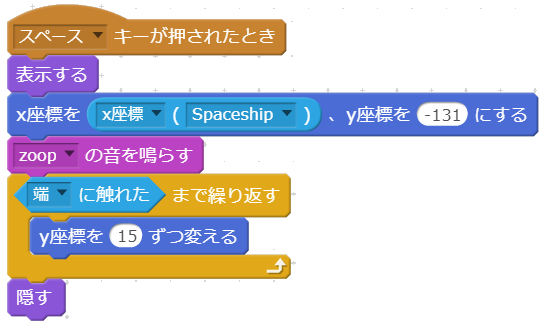 スペース キーが押されたとき
表示する
x座標を x座標 ( Spaceship ) 、y座標を -131 にする
zoop の音を鳴らす
端 に触れた まで繰り返す
y座標を 15 ずつ変える
隠す